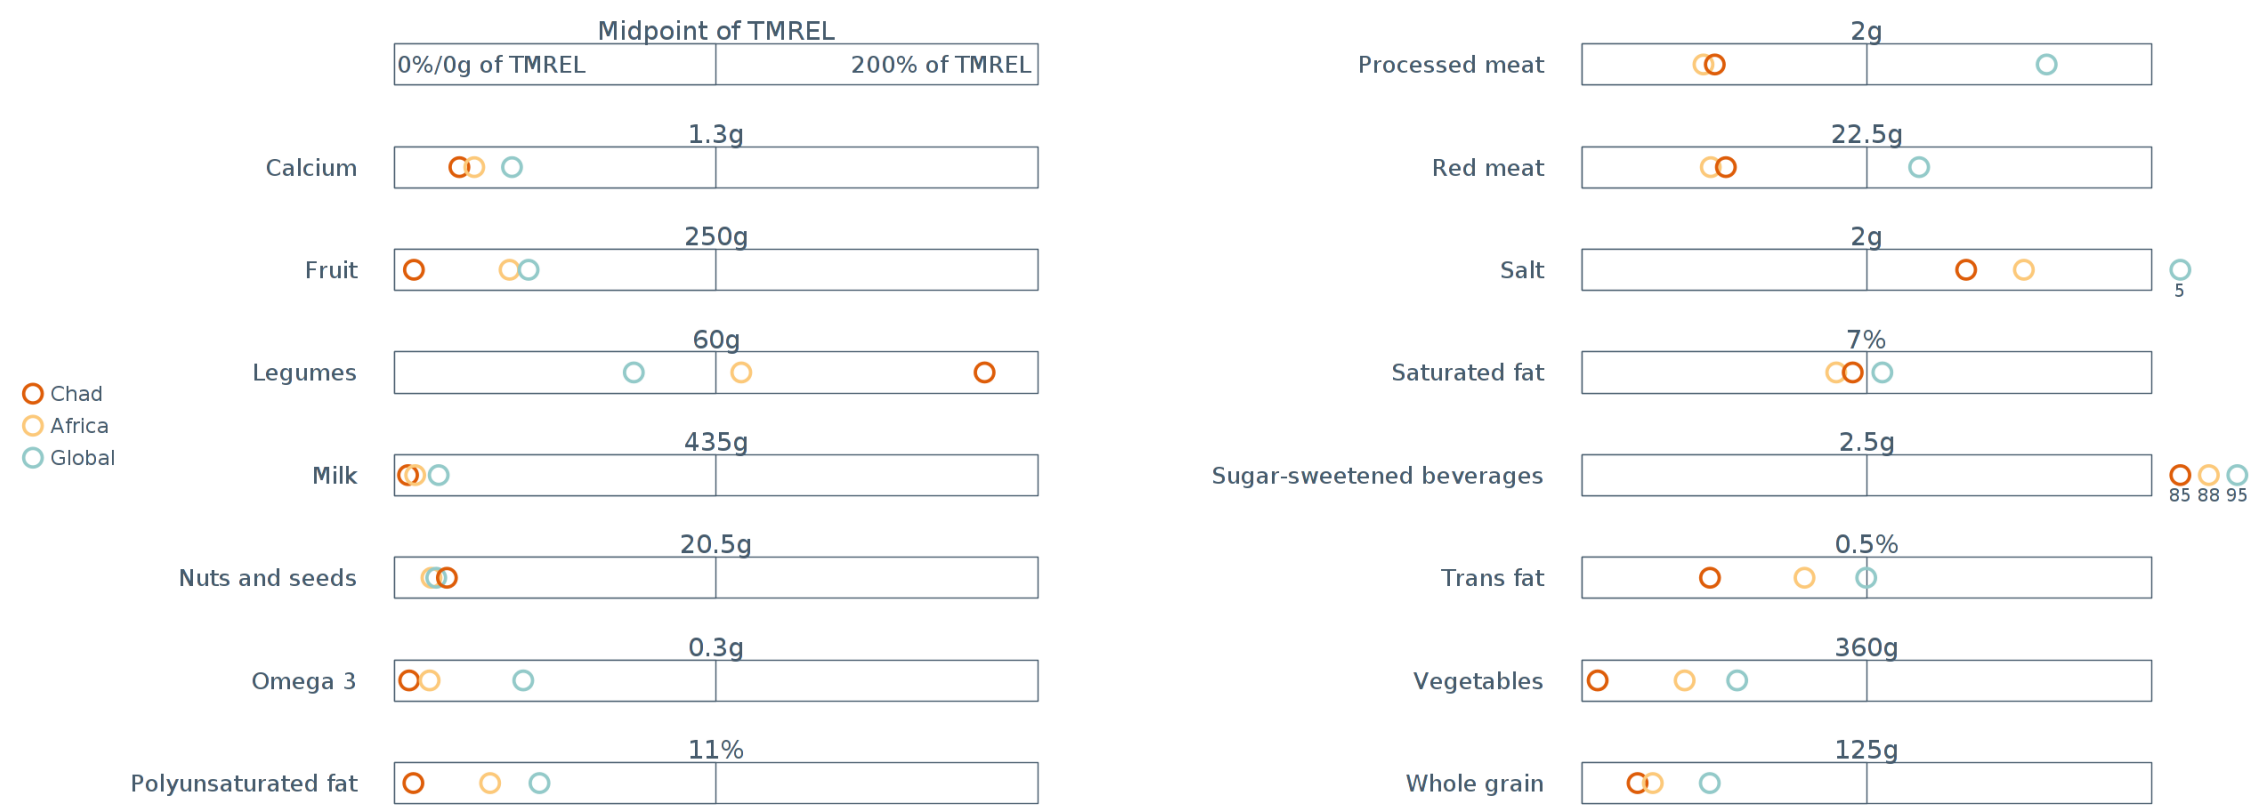 Midpoint of TMREL
0%/0g of TMREL
200% of TMREL
Calcium
1.3g
Fruit
250g
Legumes
60g
Milk
435g
Nuts and seeds
20.5g
Omega 3
0.3g
Polyunsaturated fat
11%
Chad
Africa
Global
Processed meat
2g
Red meat
22.5g
Salt
2g
5
Saturated fat
7%
Sugar-sweetened beverages
2.5g
85 88 95
Trans fat
0.5%
Vegetables
360g
Whole grain
125g